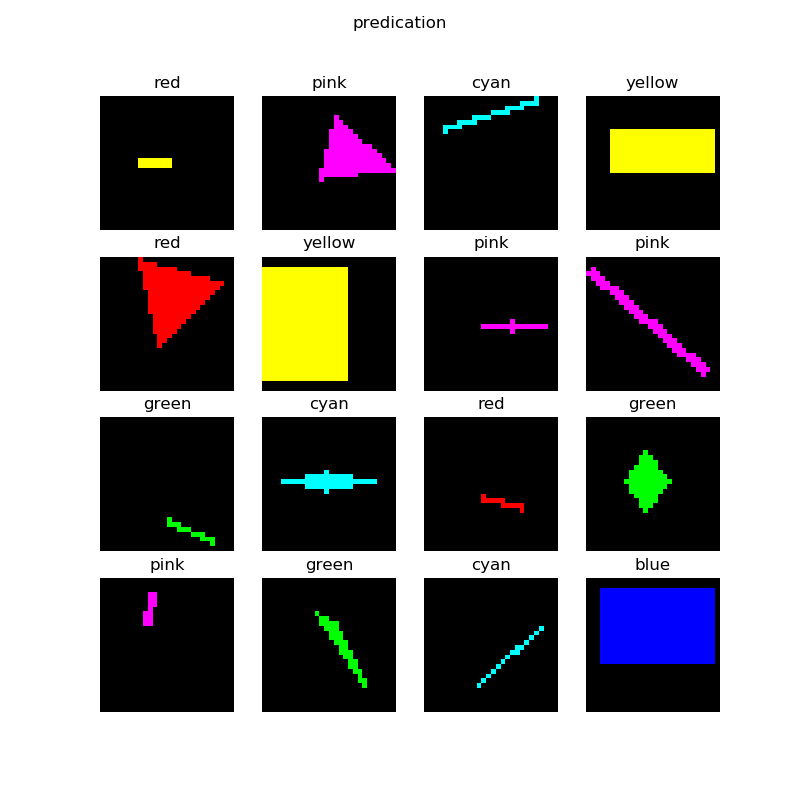 predication
red pink cyan yellow
red yellow pink pink
green cyan red green
pink green cyan blue